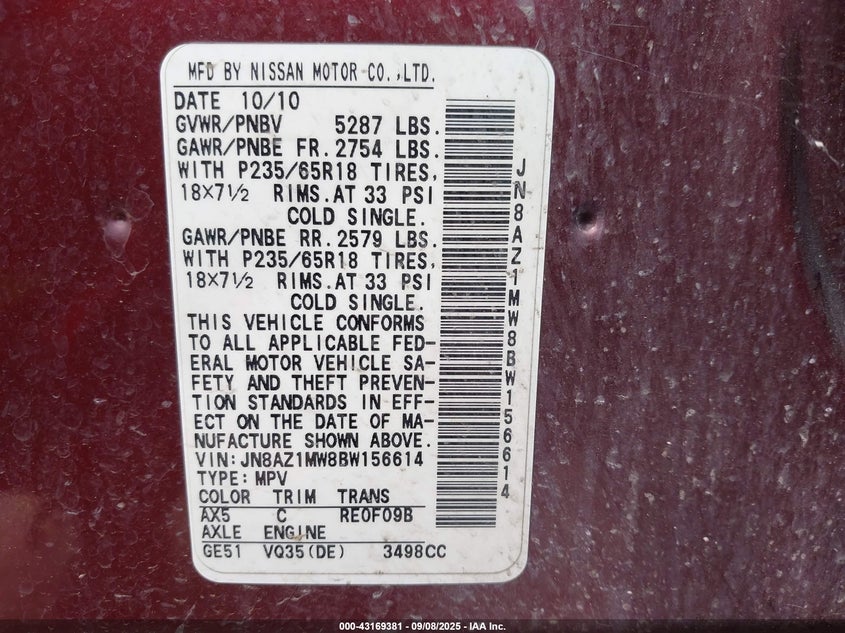 MFD BY NISSAN MOTOR CO.,LTD.
DATE 10/10
GVWR/PNBV 5287 LBS.
GAWR/PNBE FR. 2754 LBS.
WITH P235/65R18 TIRES,
18X7½ RIMS. AT 33 PSI
COLD SINGLE.
GAWR/PNBE RR. 2579 LBS.
WITH P235/65R18 TIRES,
18X7½ RIMS. AT 33 PSI
COLD SINGLE.
THIS VEHICLE CONFORMS
TO ALL APPLICABLE FED-
ERAL MOTOR VEHICLE SA-
FETY AND THEFT PREVEN-
TION STANDARDS IN EFF-
ECT ON THE DATE OF MA-
NUFACTURE SHOWN ABOVE.
VIN:JN8AZ1MW8BW156614
TYPE: MPV
COLOR TRIM TRANS
AX5 C RE0F09B
AXLE ENGINE
GE51 VQ35(DE) 3498CC
JN8AZ1MW8BW156614
000-43169381 - 09/08/2025 - IAA Inc.